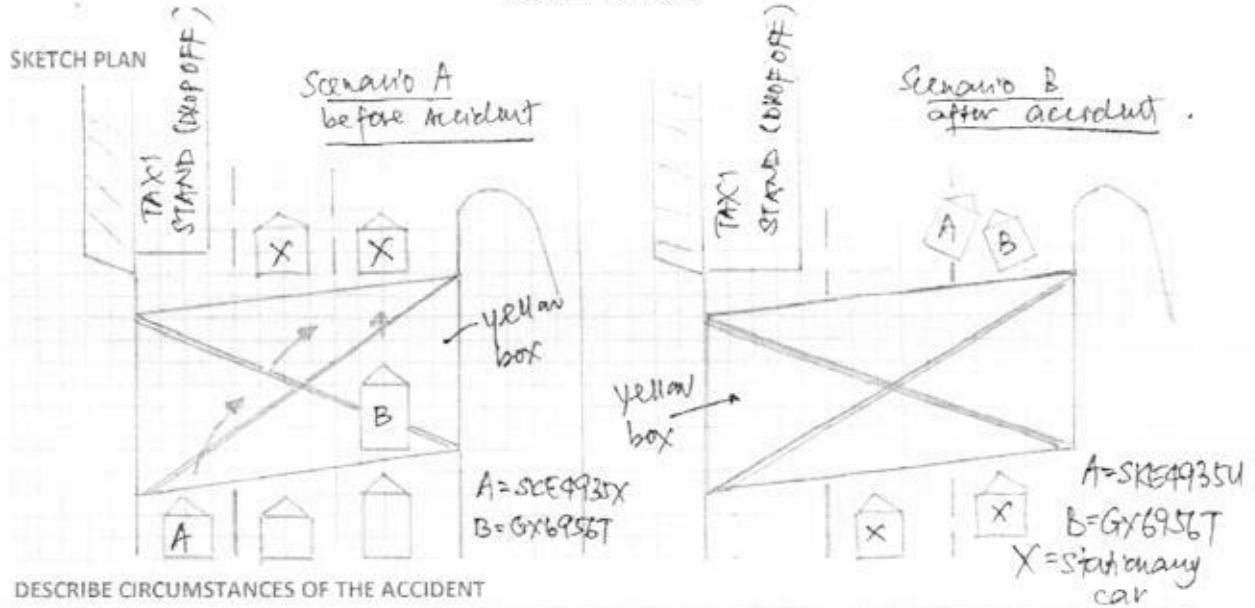 SKETCH PLAN
TAXI
STAND (DROP OFF)
Scenario A
before Accident
X
X
yellow
box
B
A
A=SKE4935X
B=GX6956T
TAXI
STAND (DROP OFF)
Scenario B
after accident.
A
B
yellow
box
X
X
A=SKE4935U
B=GX6956T
X=Stationary
car
DESCRIBE CIRCUMSTANCES OF THE ACCIDENT